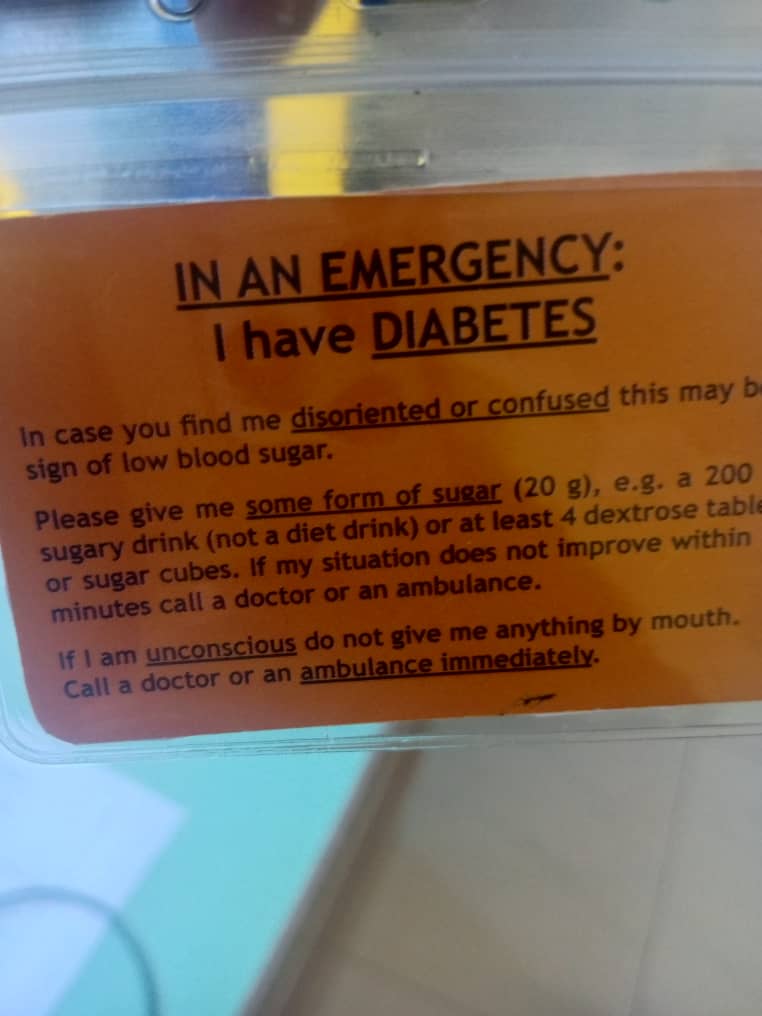 IN AN EMERGENCY:
I have DIABETES
In case you find me disoriented or confused this may
sign of low blood sugar.
Please give me some form of sugar (20 g), e.g. a 200
sugary drink (not a diet drink) or at least 4 dextrose
or sugar cubes. If my situation does not improve within
minutes call a doctor or an ambulance.
If I am unconscious do not give me anything by mouth.
Call a doctor or an ambulance immediately.